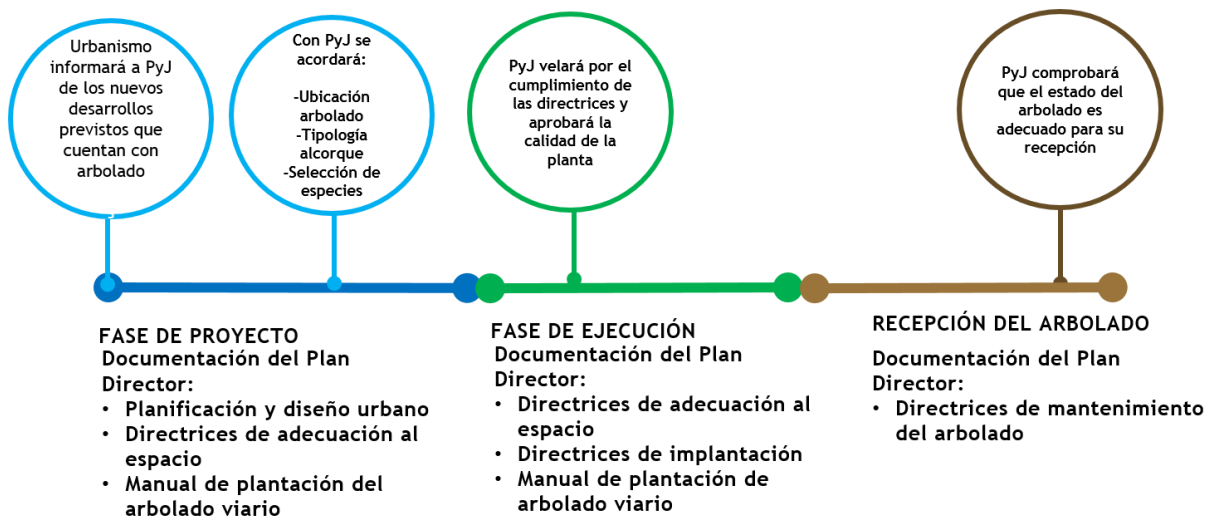 Urbanismo
informará a PyJ
de los nuevos
desarrollos
previstos que
cuentan con
arbolado
Con PyJ se
acordará:
-Ubicación
arbolado
-Tipología
alcorque
-Selección de
especies
PyJ velará por el
cumplimiento de
las directrices y
aprobará la
calidad de la
planta
PyJ comprobará
que el estado del
arbolado es
adecuado para su
recepción
FASE DE PROYECTO
Documentación del Plan
Director:
• Planificación y diseño urbano
• Directrices de adecuación al
espacio
• Manual de plantación del
arbolado viario
FASE DE EJECUCIÓN
Documentación del Plan
Director:
• Directrices de adecuación al
espacio
• Directrices de implantación
• Manual de plantación de
arbolado viario
RECEPCIÓN DEL ARBOLADO
Documentación del Plan
Director:
• Directrices de mantenimiento
del arbolado